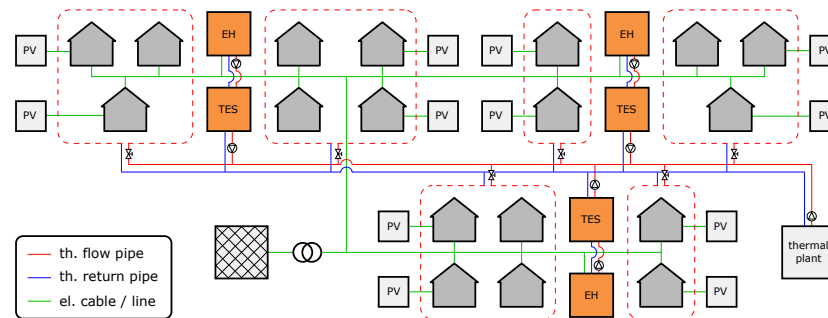 PV
EH
PV
PV
EH
PV
PV
TES
PV
PV
TES
PV
th. flow pipe
th. return pipe
el. cable / line
PV
TES
PV
thermal
plant
PV
EH
PV